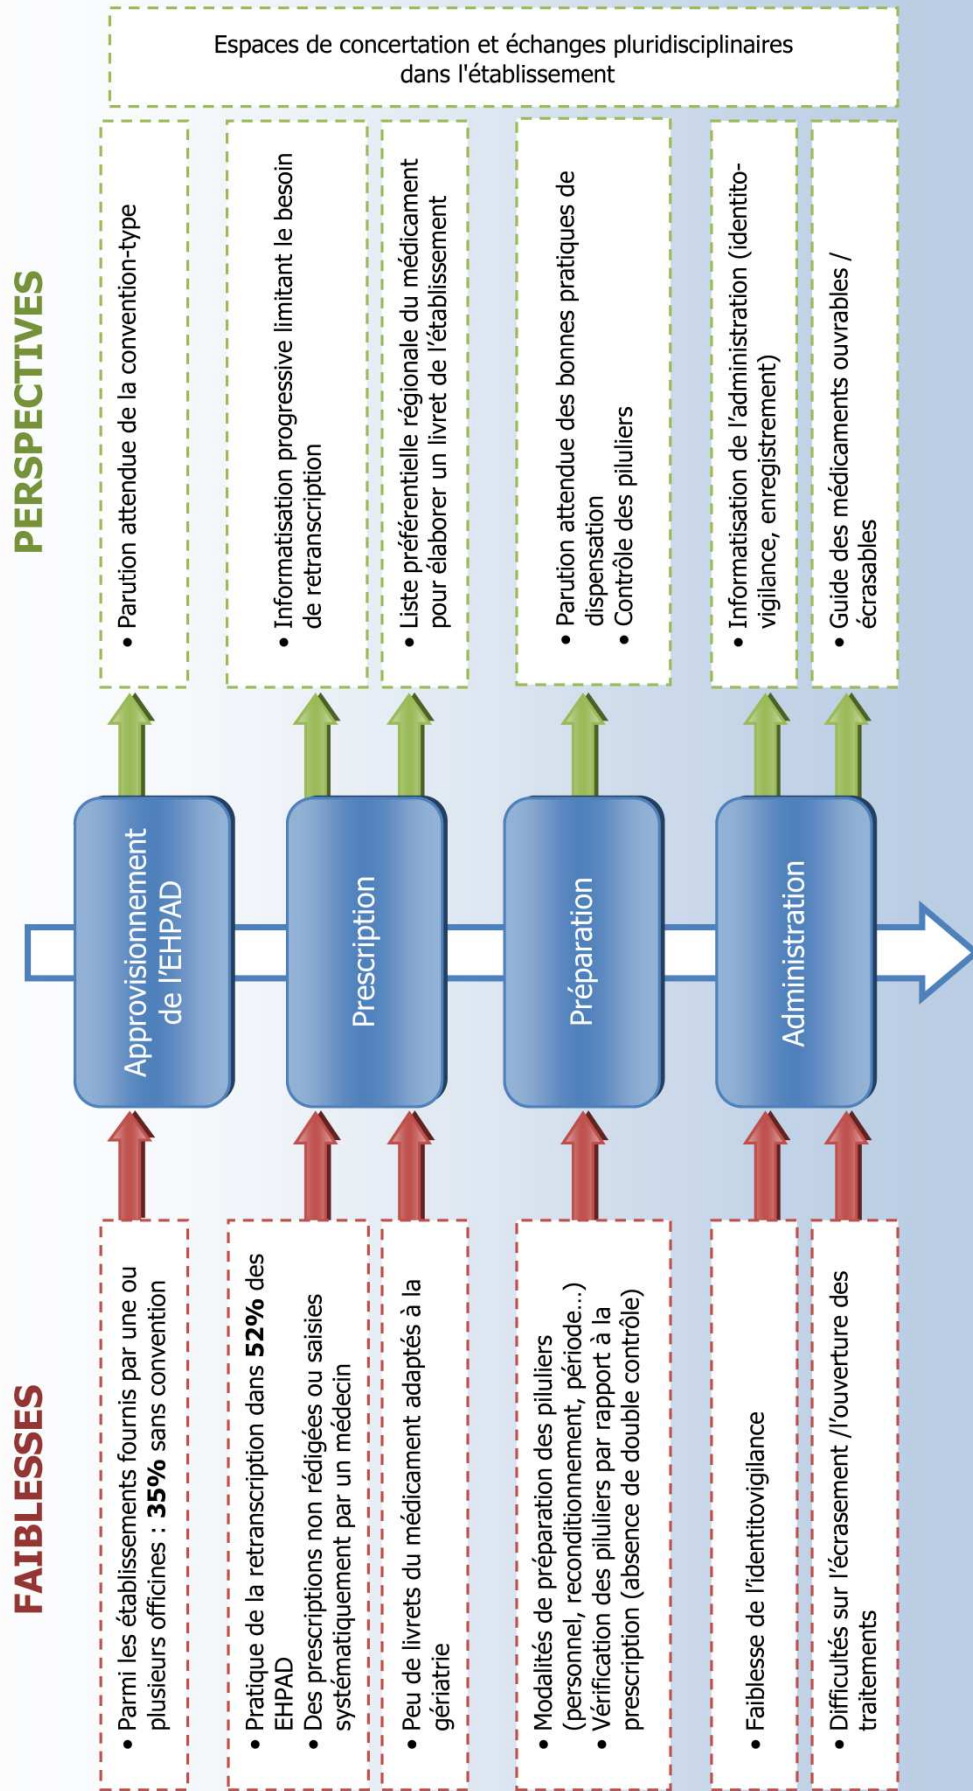 FAIBLESSES
PERSPECTIVES
• Parmi les établissements fournis par une ou
plusieurs officines : 35% sans convention
Approvisionnement
de l'EHPAD
• Parution attendue de la convention-type
• Pratique de la retranscription dans 52% des
EHPAD
• Des prescriptions non rédigées ou saisies
systématiquement par un médecin
• Peu de livrets du médicament adaptés à la
gériatrie
Prescription
• Informatisation progressive limitant le besoin
de retranscription
• Liste préférentielle régionale du médicament
pour élaborer un livret de l'établissement
• Modalités de préparation des piluliers
(personnel, reconditionnement, période...)
• Vérification des piluliers par rapport à la
prescription (absence de double contrôle)
Préparation
• Parution attendue des bonnes pratiques de
dispensation
• Contrôle des piluliers
• Faiblesse de l'identitovigilance
• Difficultés sur l'écrasement /l'ouverture des
traitements
Administration
• Informatisation de l'administration (identito-
vigilance, enregistrement)
• Guide des médicaments ouvrables /
écrasables
Espaces de concertation et échanges pluridisciplinaires
dans l'établissement